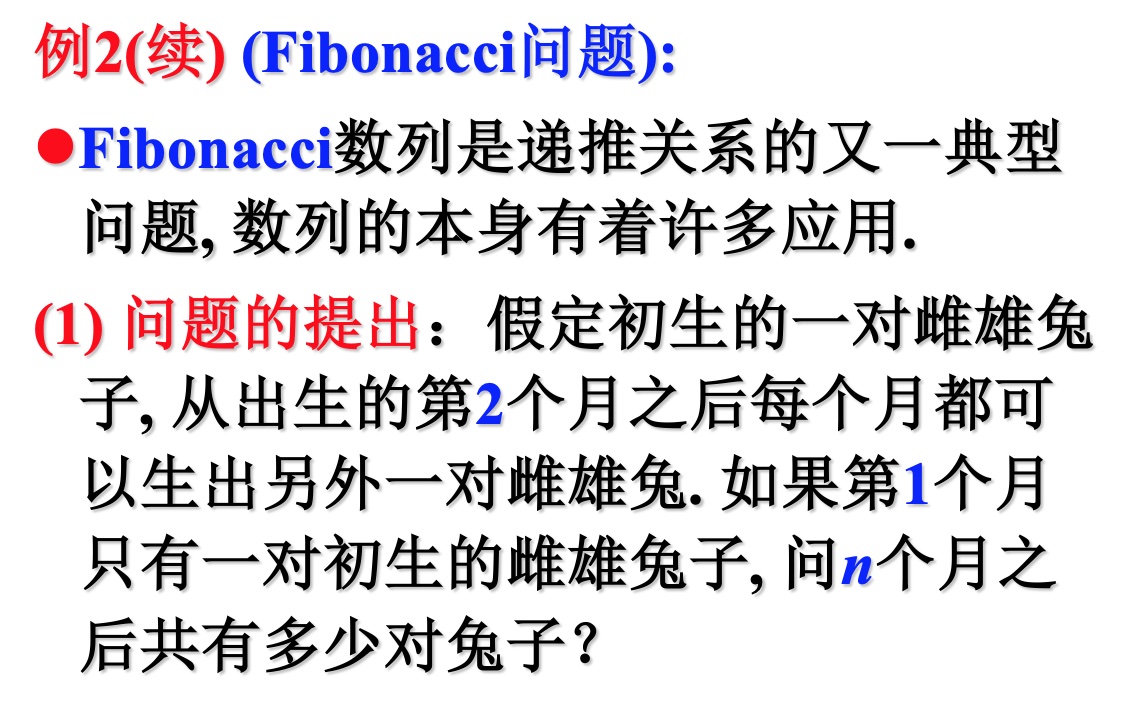 例2(续) (Fibonacci问题):
●Fibonacci数列是递推关系的又一典型
问题, 数列的本身有着许多应用.
(1) 问题的提出：假定初生的一对雌雄兔
子, 从出生的第2个月之后每个月都可
以生出另外一对雌雄兔. 如果第1个月
只有一对初生的雌雄兔子, 问n个月之
后共有多少对兔子？